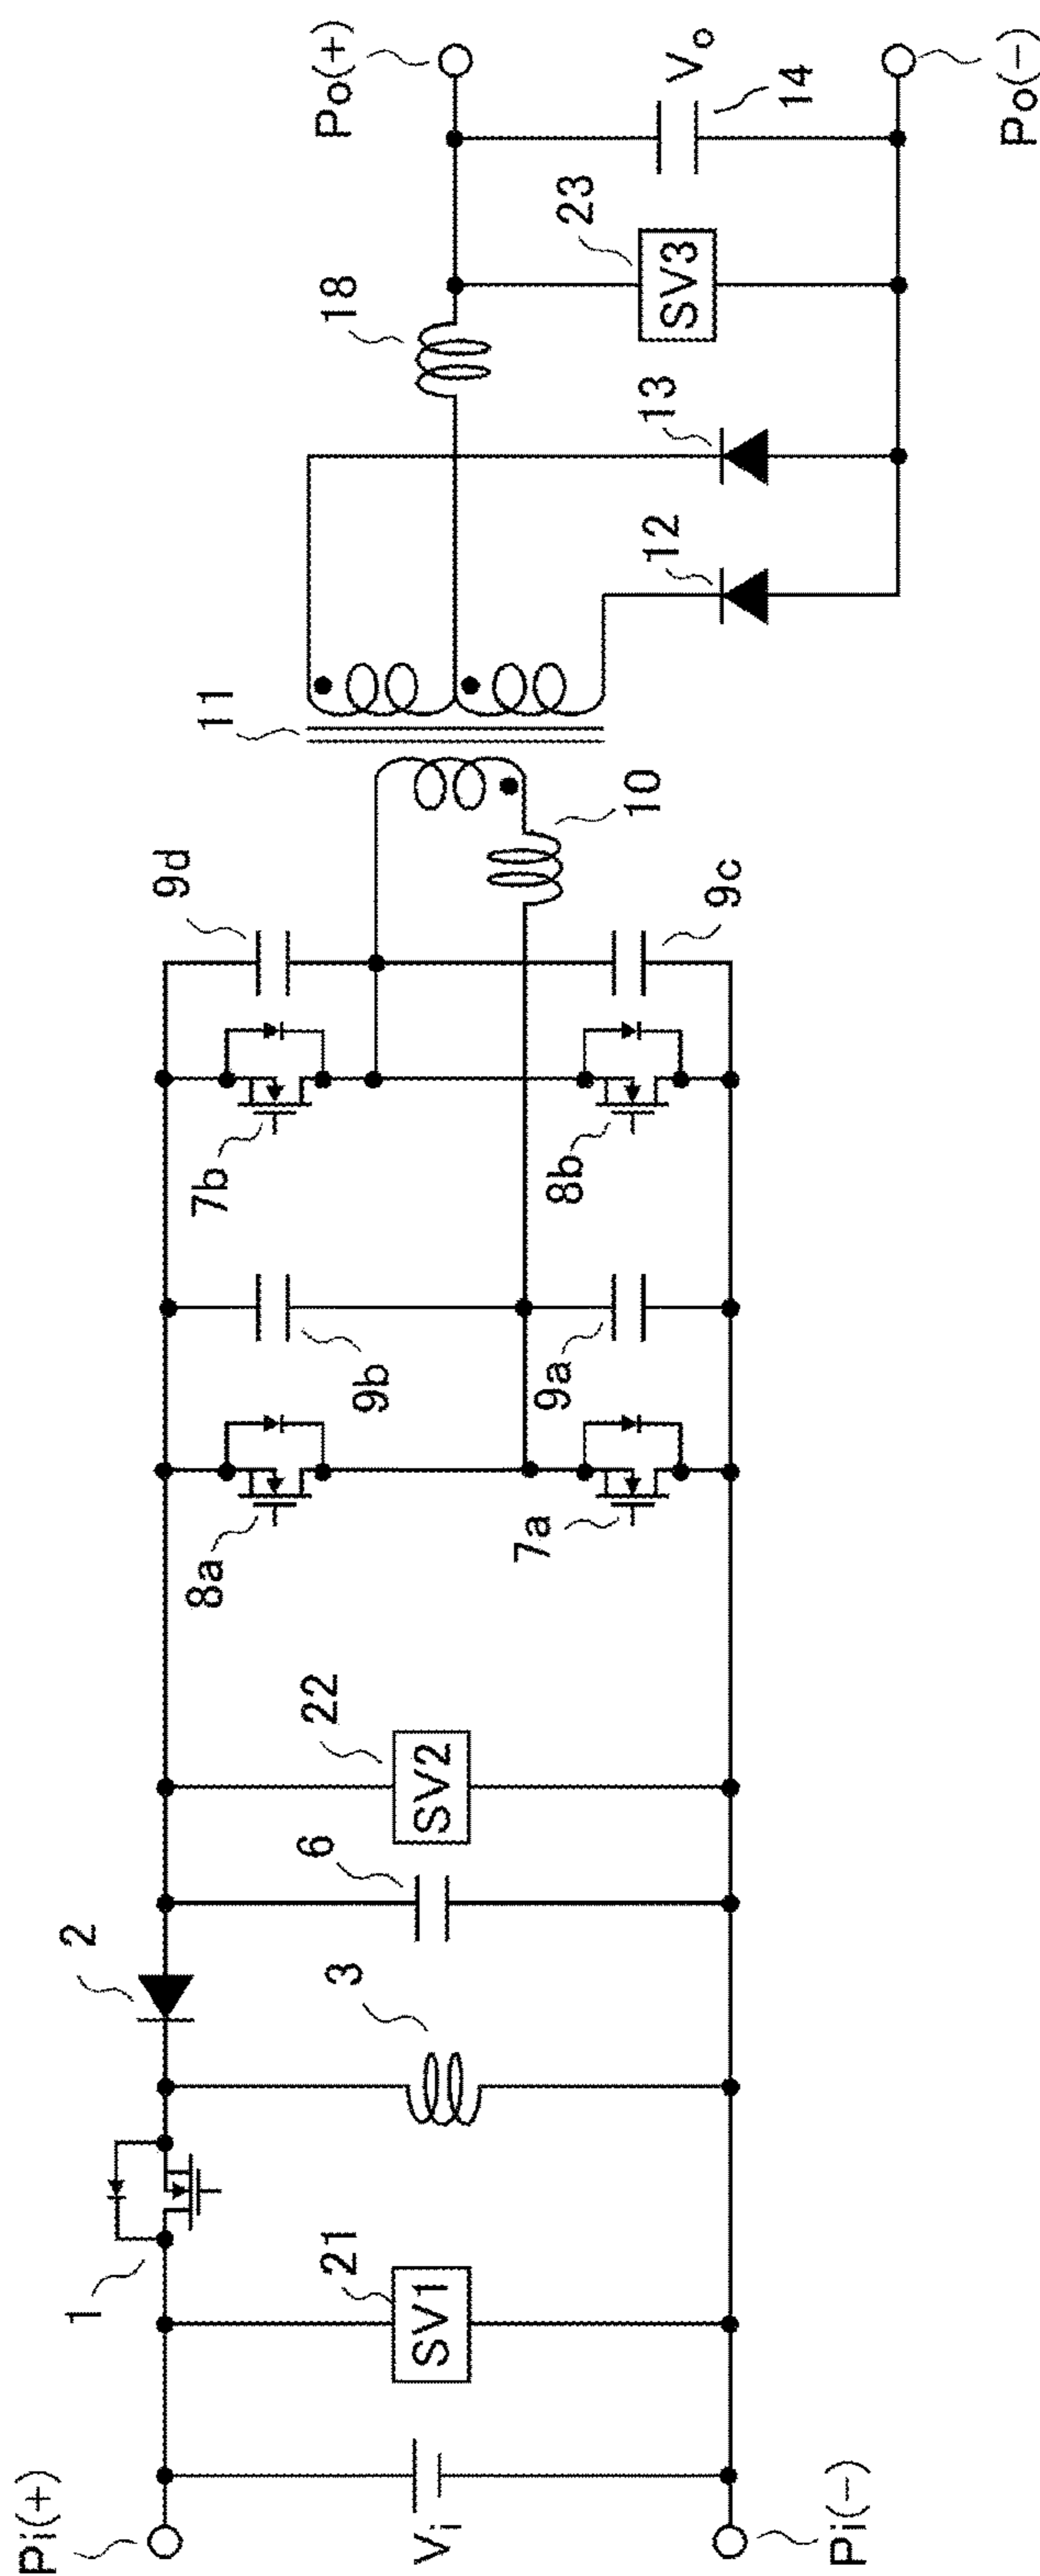 Pi(+)
Vi
Pi(-)
SV1
21
1
3
2
6
SV2
22
8a
7a
9b
9a
7b
8b
9d
9c
10
11
12
13
18
SV3
23
14
Vo
Po(+)
Po(-)